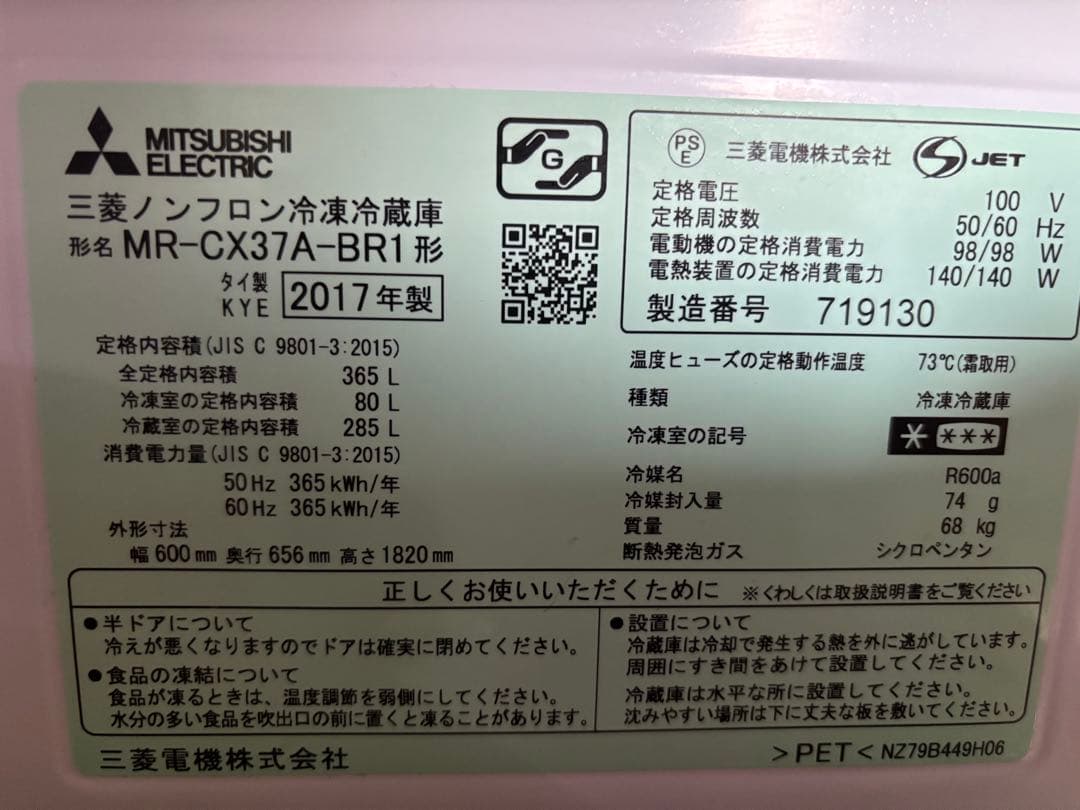 MITSUBISHI
ELECTRIC
三菱ノンフロン冷凍冷蔵庫
形名 MR-CX37A-BR1形
タイ製
KYE 2017年製
定格内容積(JIS C 9801-3:2015)
全定格内容積 365 L
冷凍室の定格内容積 80 L
冷蔵室の定格内容積 285 L
消費電力量(JIS C 9801-3:2015)
50Hz 365kWh/年
60Hz 365kWh/年
外形寸法
幅600mm 奥行656mm 高さ1820mm
G
PS
E 三菱電機株式会社 JET
定格電圧 100 V
定格周波数 50/60 Hz
電動機の定格消費電力 98/98 W
電熱装置の定格消費電力 140/140 W
製造番号 719130
温度ヒューズの定格動作温度 73℃(霜取用)
種類 冷凍冷蔵庫
冷凍室の記号 * ***
冷媒名 R600a
冷媒封入量 74 g
質量 68 kg
断熱発泡ガス シクロペンタン
正しくお使いいただくために ※くわしくは取扱説明書をご覧ください
●半ドアについて
冷えが悪くなりますのでドアは確実に閉めてください。
●食品の凍結について
食品が凍るときは、温度調節を弱側にしてください。
水分の多い食品を吹出口の前に置くと凍ることがあります。
●設置について
冷蔵庫は冷却で発生する熱を外に逃がしています。
周囲にすき間をあけて設置してください。
冷蔵庫は水平な所に設置してください。
沈みやすい場所は下に丈夫な板を敷いてください。
三菱電機株式会社
>PET< NZ79B449H06